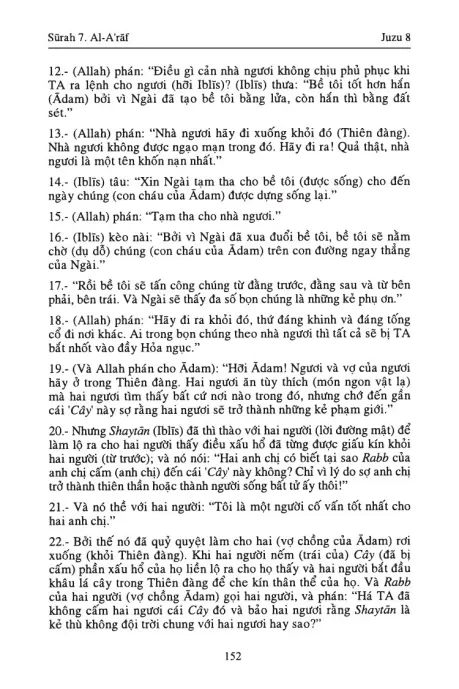 Sūrah 7. Al-A'rāf Juzu 8
12.- (Allah) phán: “Điều gì cản nhà ngươi không chịu phủ phục khi
TA ra lệnh cho ngươi (hỡi Iblīs)? (Iblīs) thưa: “Bề tôi tốt hơn hắn
(Ādam) bởi vì Ngài đã tạo bề tôi bằng lửa, còn hắn thì bằng đất
sét.”
13.- (Allah) phán: “Nhà ngươi hãy đi xuống khỏi đó (Thiên đàng).
Nhà ngươi không được ngạo mạn trong đó. Hãy đi ra! Quả thật, nhà
ngươi là một tên khốn nạn nhất.”
14.- (Iblīs) tâu: “Xin Ngài tạm tha cho bề tôi (được sống) cho đến
ngày chúng (con cháu của Ādam) được dựng sống lại.”
15.- (Allah) phán: “Tạm tha cho nhà ngươi.”
16.- (Iblīs) kèo nài: “Bởi vì Ngài đã xua đuổi bề tôi, bề tôi sẽ nằm
chờ (dụ dỗ) chúng (con cháu của Ādam) trên con đường ngay thẳng
của Ngài.”
17.- “Rồi bề tôi sẽ tấn công chúng từ đằng trước, đằng sau và từ bên
phải, bên trái. Và Ngài sẽ thấy đa số bọn chúng là những kẻ phụ ơn.”
18.- (Allah) phán: “Hãy đi ra khỏi đó, thứ đáng khinh và đáng tống
cổ đi nơi khác. Ai trong bọn chúng theo nhà ngươi thì tất cả sẽ bị TA
bắt nhốt vào đầy Hỏa ngục.”
19.- (Và Allah phán cho Ādam): “Hỡi Ādam! Ngươi và vợ của ngươi
hãy ở trong Thiên đàng. Hai ngươi ăn tùy thích (món ngon vật lạ)
mà hai ngươi tìm thấy bất cứ nơi nào trong đó, nhưng chớ đến gần
cái 'Cây' này sợ rằng hai ngươi sẽ trở thành những kẻ phạm giới.”
20.- Nhưng Shaytān (Iblīs) đã thì thào với hai người (lời đường mật) để
làm lộ ra cho hai người thấy điều xấu hổ đã từng được giấu kín khỏi
hai người (từ trước); và nó nói: “Hai anh chị có biết tại sao Rabb của
anh chị cấm (anh chị) đến cái 'Cây' này không? Chỉ vì lý do sợ anh chị
trở thành thiên thần hoặc thành người sống bất tử ấy thôi!”
21.- Và nó thề với hai người: “Tôi là một người cố vấn tốt nhất cho
hai anh chị.”
22.- Bởi thế nó đã quỷ quyệt làm cho hai (vợ chồng của Ādam) rơi
xuống (khỏi Thiên đàng). Khi hai người nếm (trái của) Cây (đã bị
cấm) phần xấu hổ của họ liền lộ ra cho họ thấy và hai người bắt đầu
khâu lá cây trong Thiên đàng để che kín thân thể của họ. Và Rabb
của hai người (vợ chồng Ādam) gọi hai người, và phán: “Há TA đã
không cấm hai ngươi cái Cây đó và bảo hai ngươi rằng Shaytān là
kẻ thù không đội trời chung với hai ngươi hay sao?”
152